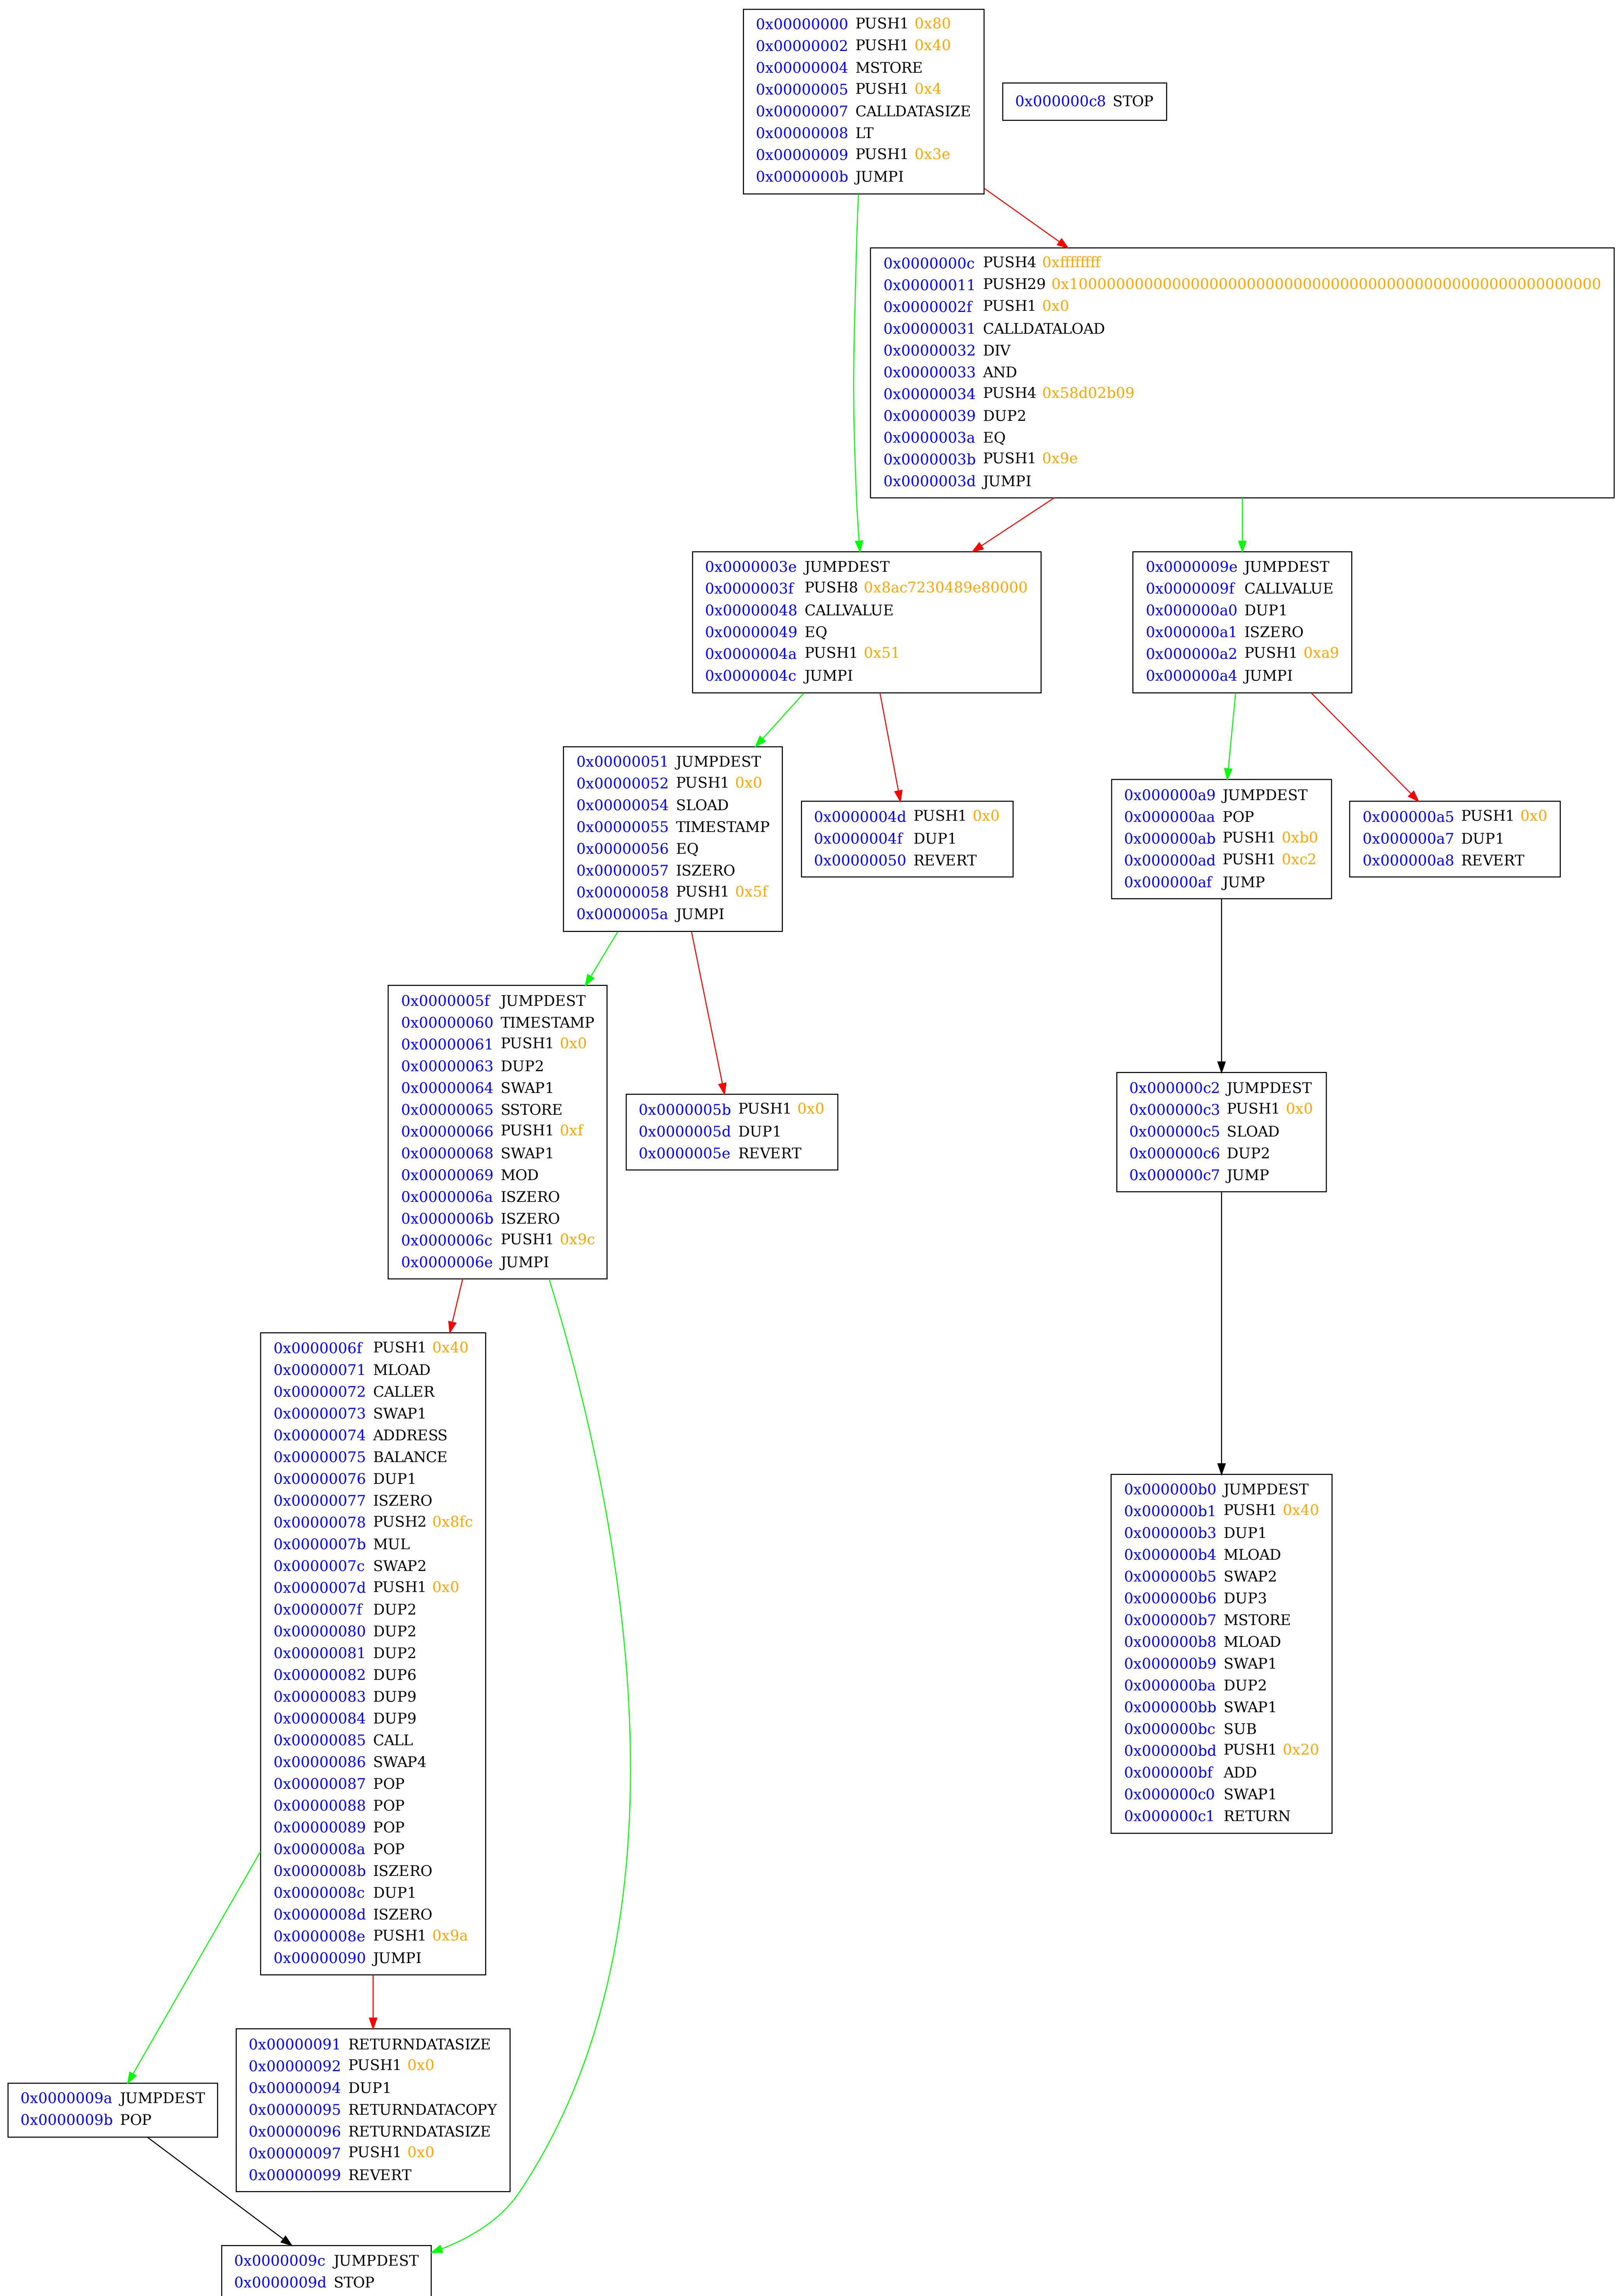 0x00000000 PUSH1 0x80
0x00000002 PUSH1 0x40
0x00000004 MSTORE
0x00000005 PUSH1 0x4
0x00000007 CALLDATASIZE
0x00000008 LT
0x00000009 PUSH1 0x3e
0x0000000b JUMPI
0x000000c8 STOP
0x0000000c PUSH4 0xffffffff
0x00000011 PUSH29 0x100000000000000000000000000000000000000000000000000000000
0x0000002f PUSH1 0x0
0x00000031 CALLDATALOAD
0x00000032 DIV
0x00000033 AND
0x00000034 PUSH4 0x58d02b09
0x00000039 DUP2
0x0000003a EQ
0x0000003b PUSH1 0x9e
0x0000003d JUMPI
0x0000003e JUMPDEST
0x0000003f PUSH8 0x8ac7230489e80000
0x00000048 CALLVALUE
0x00000049 EQ
0x0000004a PUSH1 0x51
0x0000004c JUMPI
0x0000009e JUMPDEST
0x0000009f CALLVALUE
0x000000a0 DUP1
0x000000a1 ISZERO
0x000000a2 PUSH1 0xa9
0x000000a4 JUMPI
0x00000051 JUMPDEST
0x00000052 PUSH1 0x0
0x00000054 SLOAD
0x00000055 TIMESTAMP
0x00000056 EQ
0x00000057 ISZERO
0x00000058 PUSH1 0x5f
0x0000005a JUMPI
0x0000004d PUSH1 0x0
0x0000004f DUP1
0x00000050 REVERT
0x000000a9 JUMPDEST
0x000000aa POP
0x000000ab PUSH1 0xb0
0x000000ad PUSH1 0xc2
0x000000af JUMP
0x000000a5 PUSH1 0x0
0x000000a7 DUP1
0x000000a8 REVERT
0x0000005f JUMPDEST
0x00000060 TIMESTAMP
0x00000061 PUSH1 0x0
0x00000063 DUP2
0x00000064 SWAP1
0x00000065 SSTORE
0x00000066 PUSH1 0xf
0x00000068 SWAP1
0x00000069 MOD
0x0000006a ISZERO
0x0000006b ISZERO
0x0000006c PUSH1 0x9c
0x0000006e JUMPI
0x0000005b PUSH1 0x0
0x0000005d DUP1
0x0000005e REVERT
0x000000c2 JUMPDEST
0x000000c3 PUSH1 0x0
0x000000c5 SLOAD
0x000000c6 DUP2
0x000000c7 JUMP
0x0000006f PUSH1 0x40
0x00000071 MLOAD
0x00000072 CALLER
0x00000073 SWAP1
0x00000074 ADDRESS
0x00000075 BALANCE
0x00000076 DUP1
0x00000077 ISZERO
0x00000078 PUSH2 0x8fc
0x0000007b MUL
0x0000007c SWAP2
0x0000007d PUSH1 0x0
0x0000007f DUP2
0x00000080 DUP2
0x00000081 DUP2
0x00000082 DUP6
0x00000083 DUP9
0x00000084 DUP9
0x00000085 CALL
0x00000086 SWAP4
0x00000087 POP
0x00000088 POP
0x00000089 POP
0x0000008a POP
0x0000008b ISZERO
0x0000008c DUP1
0x0000008d ISZERO
0x0000008e PUSH1 0x9a
0x00000090 JUMPI
0x000000b0 JUMPDEST
0x000000b1 PUSH1 0x40
0x000000b3 DUP1
0x000000b4 MLOAD
0x000000b5 SWAP2
0x000000b6 DUP3
0x000000b7 MSTORE
0x000000b8 MLOAD
0x000000b9 SWAP1
0x000000ba DUP2
0x000000bb SWAP1
0x000000bc SUB
0x000000bd PUSH1 0x20
0x000000bf ADD
0x000000c0 SWAP1
0x000000c1 RETURN
0x00000091 RETURNDATASIZE
0x00000092 PUSH1 0x0
0x00000094 DUP1
0x00000095 RETURNDATACOPY
0x00000096 RETURNDATASIZE
0x00000097 PUSH1 0x0
0x00000099 REVERT
0x0000009a JUMPDEST
0x0000009b POP
0x0000009c JUMPDEST
0x0000009d STOP